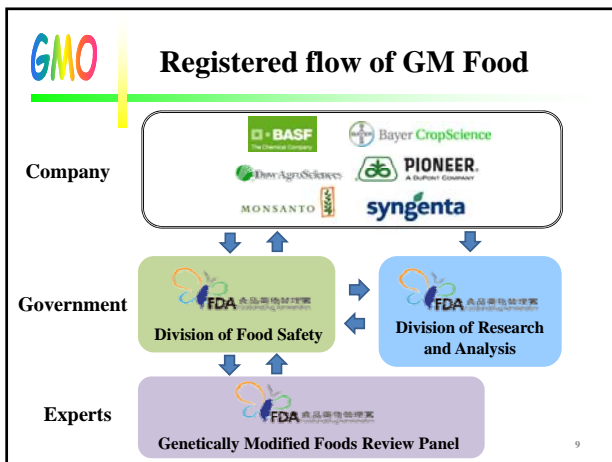 GMO
Registered flow of GM Food
Company
BASF
The Chemical Company
Bayer CropScience
Dow AgroSciences
PIONEER.
A DUPONT COMPANY
MONSANTO
syngenta
Government
FDA
Division of Food Safety
FDA
Division of Research
and Analysis
Experts
FDA
Genetically Modified Foods Review Panel
9